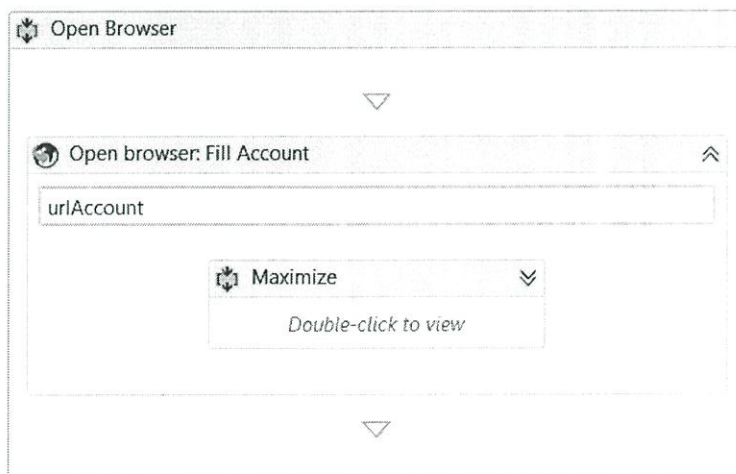 Open Browser
Open browser: Fill Account
urlAccount
Maximize
Double-click to view